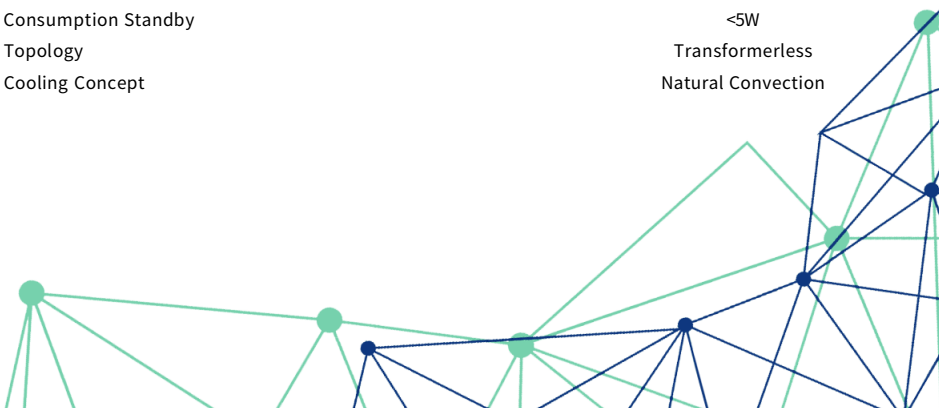 Consumption Standby <5W
Topology Transformerless
Cooling Concept Natural Convection